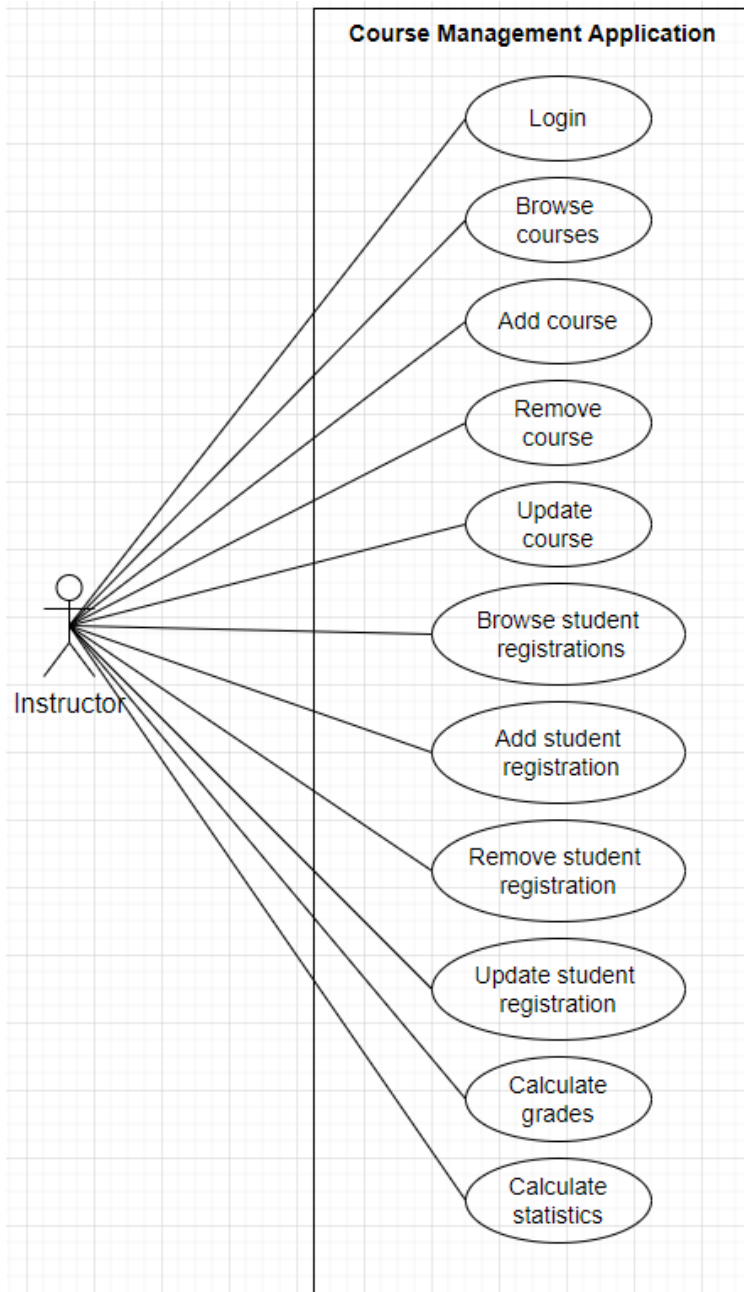 Course Management Application
Login
Browse
courses
Add course
Remove
course
Update
course
Browse student
registrations
Instructor
Add student
registration
Remove student
registration
Update student
registration
Calculate
grades
Calculate
statistics